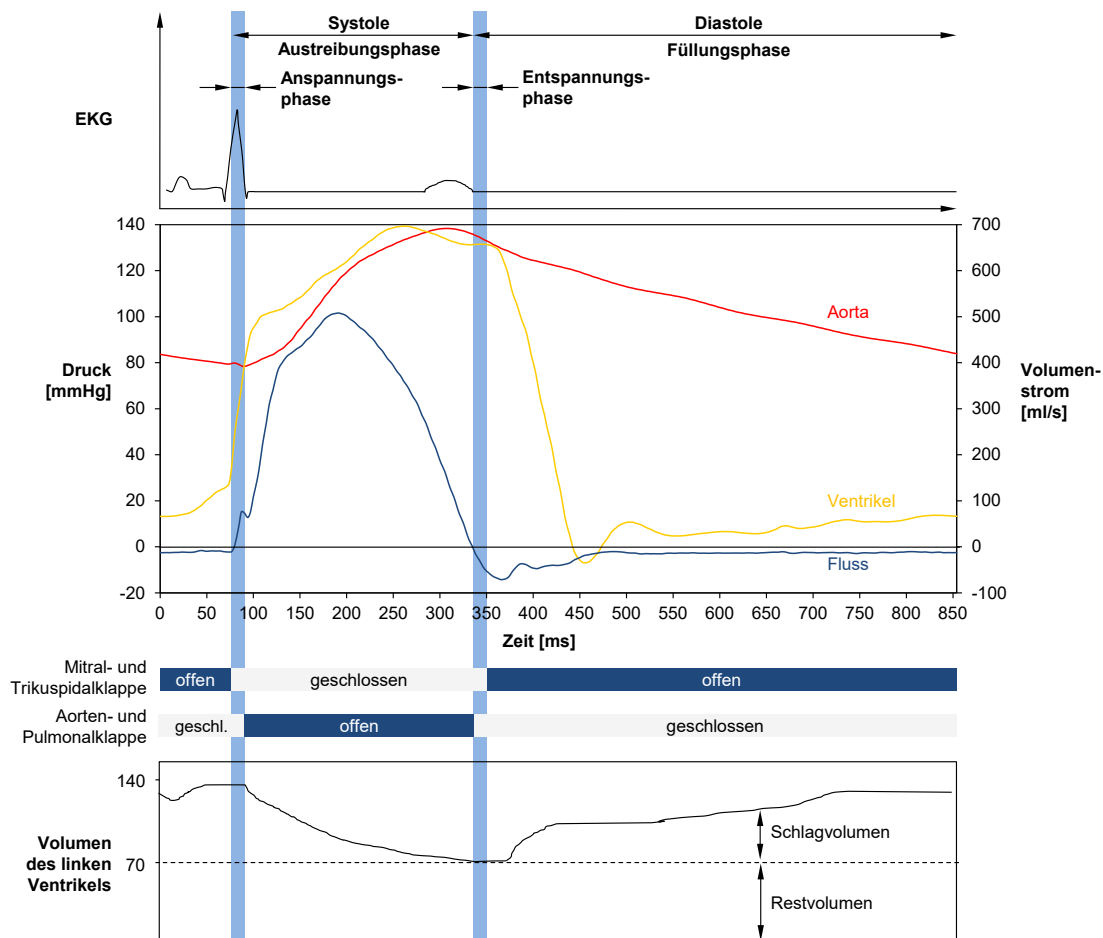 Systole
Diastole
Austreibungsphase
Füllungsphase
Anspannungs-
phase
Entspannungs-
phase
EKG
140
120
100
80
60
40
20
0
-20
Druck
[mmHg]
700
600
500
400
300
200
100
0
-100
Volumen-
strom
[ml/s]
Aorta
Ventrikel
Fluss
0 50 100 150 200 250 300 350 400 450 500 550 600 650 700 750 800 850
Zeit [ms]
Mitral- und
Trikuspidalklappe
offen geschlossen offen
Aorten- und
Pulmonalklappe
geschl. offen geschlossen
140
70
Volumen
des linken
Ventrikels
Schlagvolumen
Restvolumen